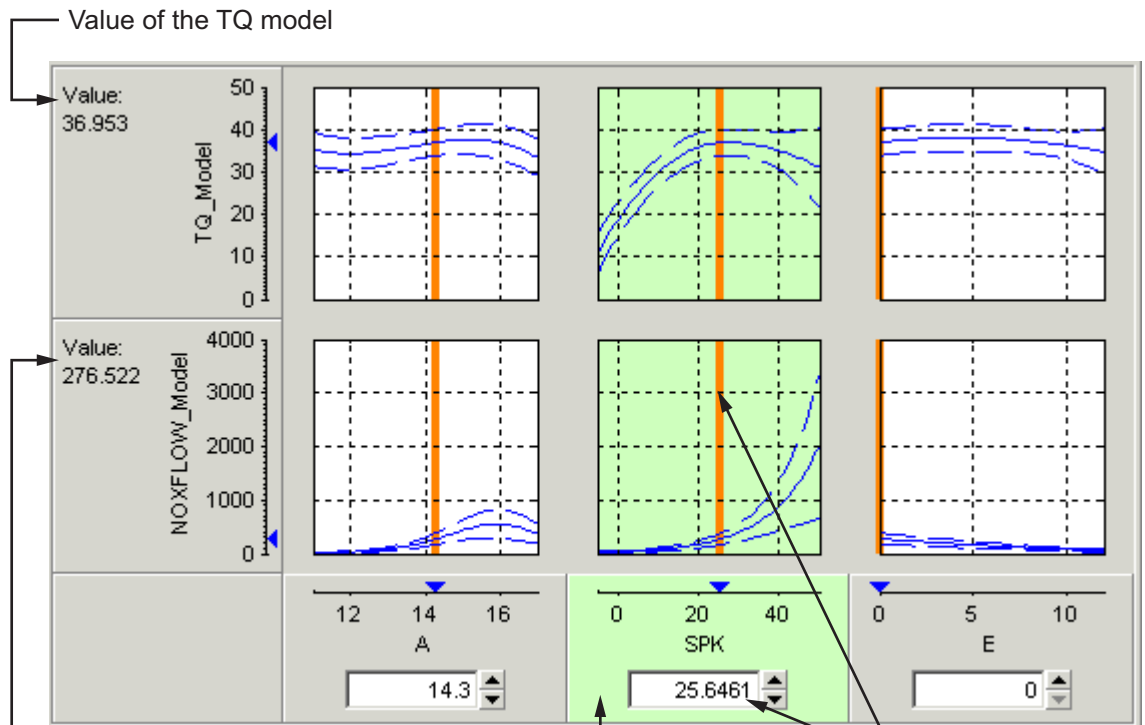 Value of the TQ model
Value:
36.953
TQ_Model
50
40
30
20
10
0
Value:
276.522
NOXFLOW_Model
4000
3000
2000
1000
0
12 14 16
A
14.3
0 20 40
SPK
25.6461
0 5 10
E
0